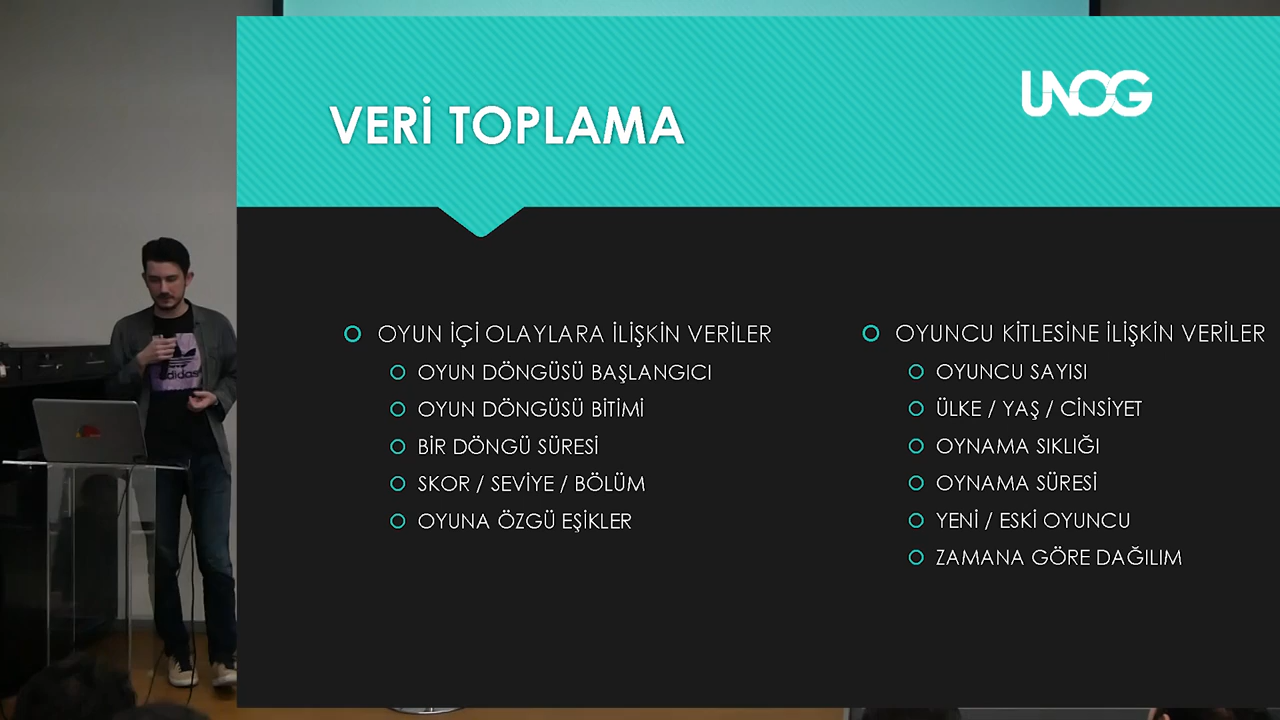 VERİ TOPLAMA
UNOG
OYUN İÇİ OLAYLARA İLİŞKİN VERİLER
OYUN DÖNGÜSÜ BAŞLANGICI
OYUN DÖNGÜSÜ BİTİMİ
BİR DÖNGÜ SÜRESİ
SKOR / SEVİYE / BÖLÜM
OYUNA ÖZGÜ EŞİKLER
OYUNCU KİTLESİNE İLİŞKİN VERİLER
OYUNCU SAYISI
ÜLKE / YAŞ / CİNSİYET
OYNAMA SIKLIĞI
OYNAMA SÜRESİ
YENİ / ESKİ OYUNCU
ZAMANA GÖRE DAĞILIM
adidas